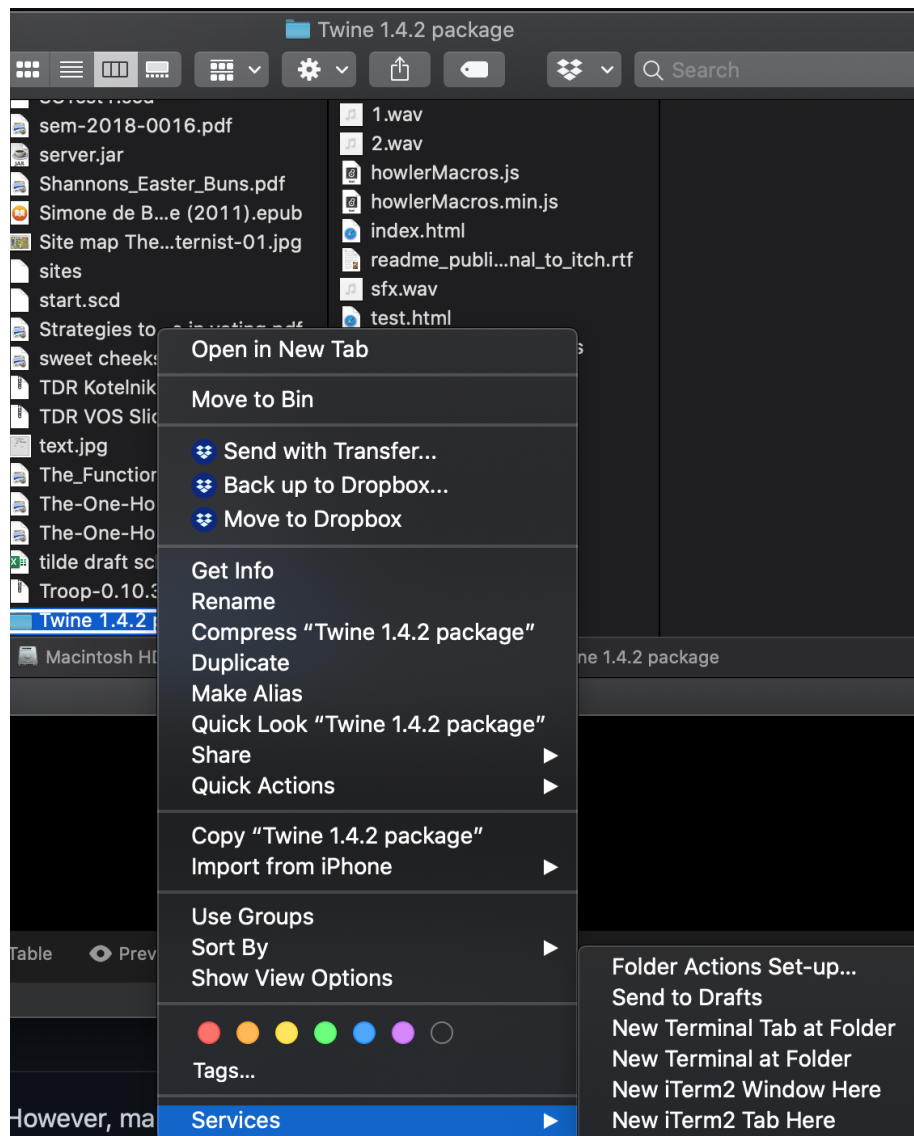 Twine 1.4.2 package
Search
sem-2018-0016.pdf
server.jar
Shannons_Easter_Buns.pdf
Simone de B...e (2011).epub
Site map The...ternist-01.jpg
sites
start.scd
Strategies to
sweet cheeks
TDR Kotelnik
TDR VOS Slic
text.jpg
The_Function
The-One-Ho
The-One-Ho
tilde draft sc
Troop-0.10.3
Twine 1.4.2
Macintosh HD
1.wav
2.wav
howlerMacros.js
howlerMacros.min.js
index.html
readme_publi...nal_to_itch.rtf
sfx.wav
test.html
ne 1.4.2 package
Open in New Tab
Move to Bin
Send with Transfer...
Back up to Dropbox...
Move to Dropbox
Get Info
Rename
Compress “Twine 1.4.2 package”
Duplicate
Make Alias
Quick Look “Twine 1.4.2 package”
Share
Quick Actions
Copy “Twine 1.4.2 package”
Import from iPhone
Use Groups
Sort By
Show View Options
Tags...
Services
Table
Prev
However, ma
Folder Actions Set-up...
Send to Drafts
New Terminal Tab at Folder
New Terminal at Folder
New iTerm2 Window Here
New iTerm2 Tab Here